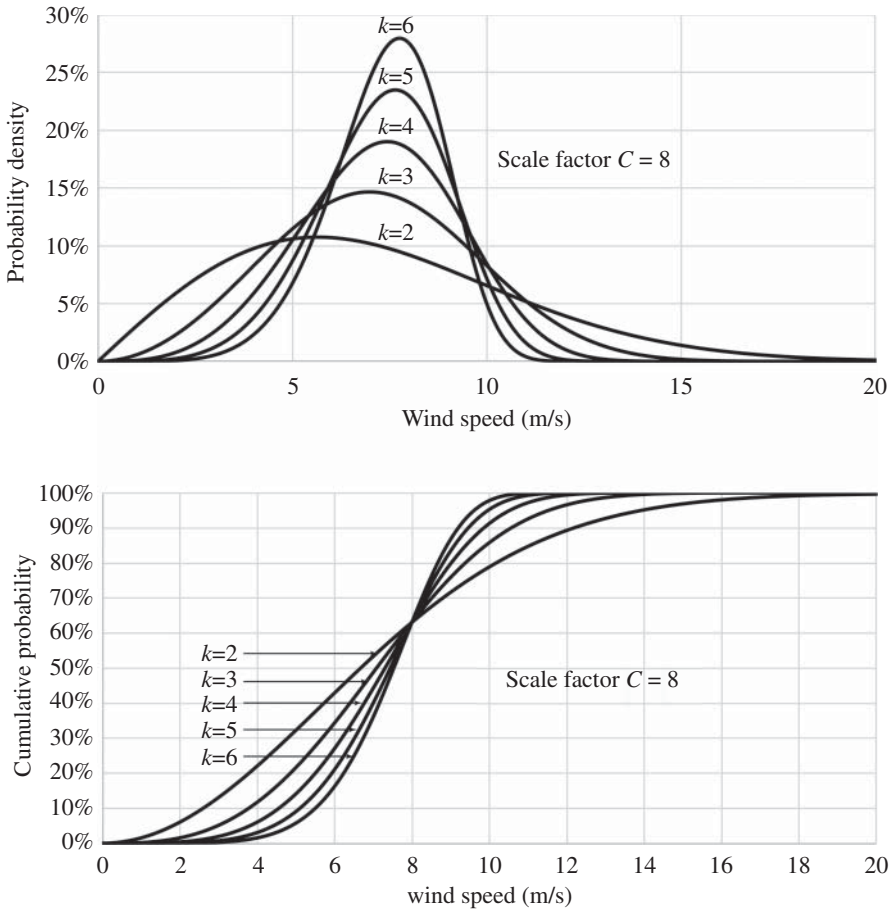 30%
k=6
25%
k=5
20%
k=4
Scale factor C = 8
15%
k=3
10%
k=2
5%
0%
Probability density
0 5 10 15 20
Wind speed (m/s)
100%
90%
80%
70%
60%
k=2
50%
k=3
Scale factor C = 8
40%
k=4
30%
k=5
k=6
20%
10%
0%
Cumulative probability
0 2 4 6 8 10 12 14 16 18 20
wind speed (m/s)